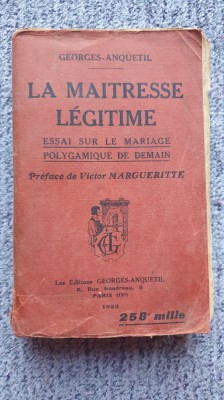 GEORGES-ANQUETIL
LA MAITRESSE
LÉGITIME
ESSAI SUR LE MARIAGE
POLYGAMIQUE DE DEMAIN
Préface de Victor MARGUERITTE
Les Editions GEORGES-ANQUETIL
PARIS
258e mille